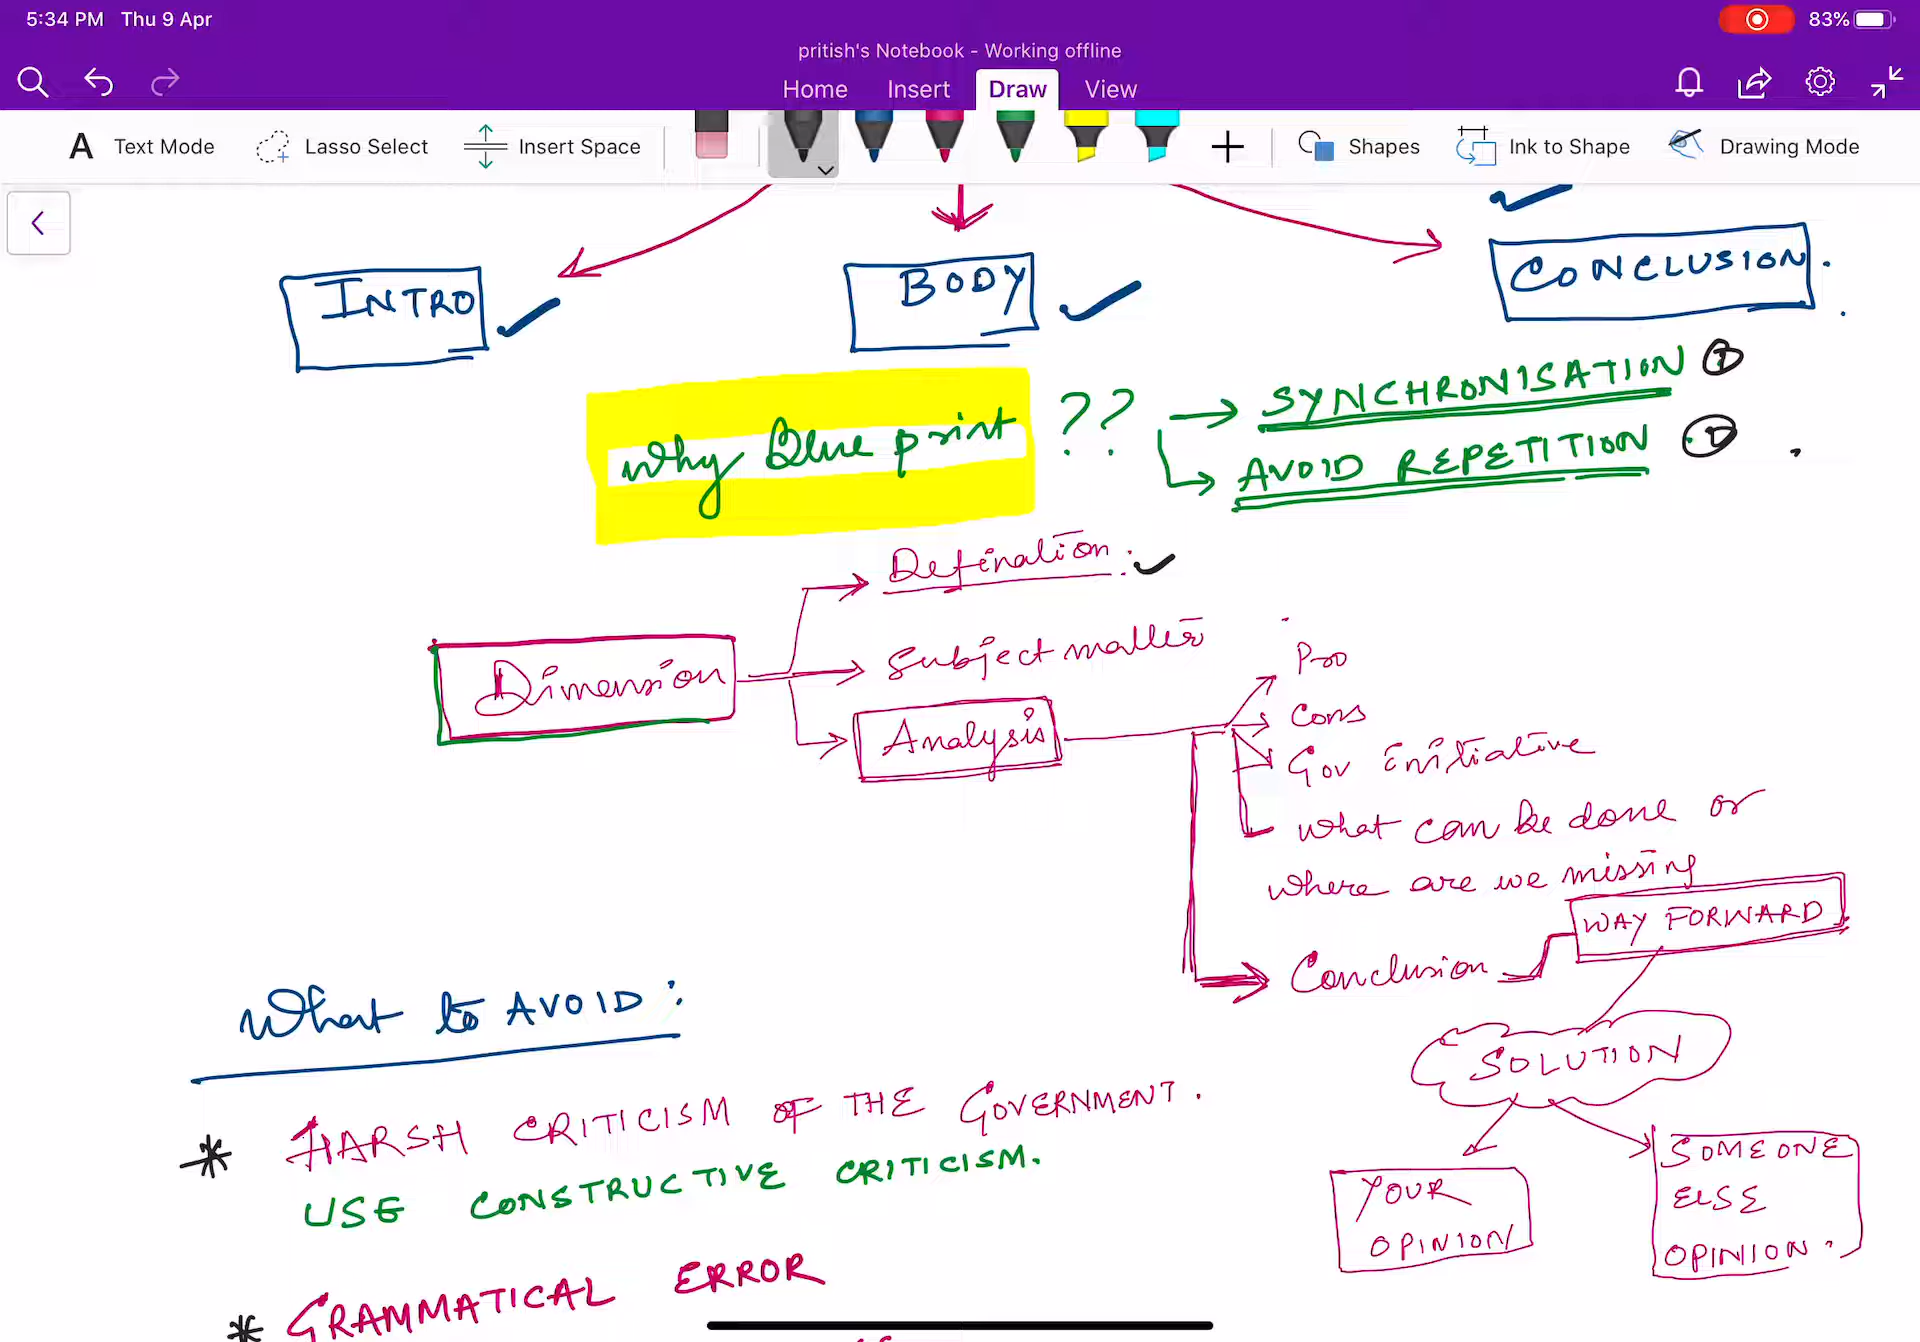 5:34 PM Thu 9 Apr
83%
pritish's Notebook - Working offline
Home Insert Draw View
A Text Mode Lasso Select Insert Space Shapes Ink to Shape Drawing Mode
INTRO
BODY
CONCLUSION.
why Blue print ??
→ SYNCHRONISATION
→ AVOID REPETITION
Dimension
Defination :
Subject matter
Analysis
Pro
Cons
Gov initiative
what can be done or
where are we missing
Conclusion
WAY FORWARD
SOLUTION
YOUR
OPINION
SOMEONE
ELSE
OPINION.
What to AVOID :
* HARSH CRITICISM OF THE GOVERNMENT.
USE CONSTRUCTIVE CRITICISM.
* GRAMMATICAL ERROR